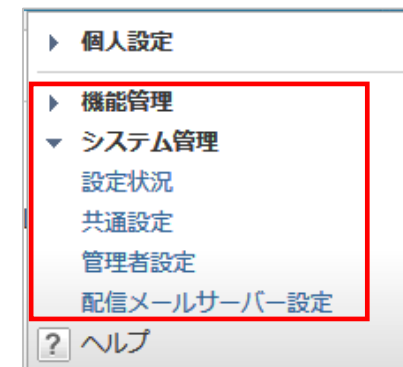 個人設定
機能管理
システム管理
設定状況
共通設定
管理者設定
配信メールサーバー設定
? ヘルプ